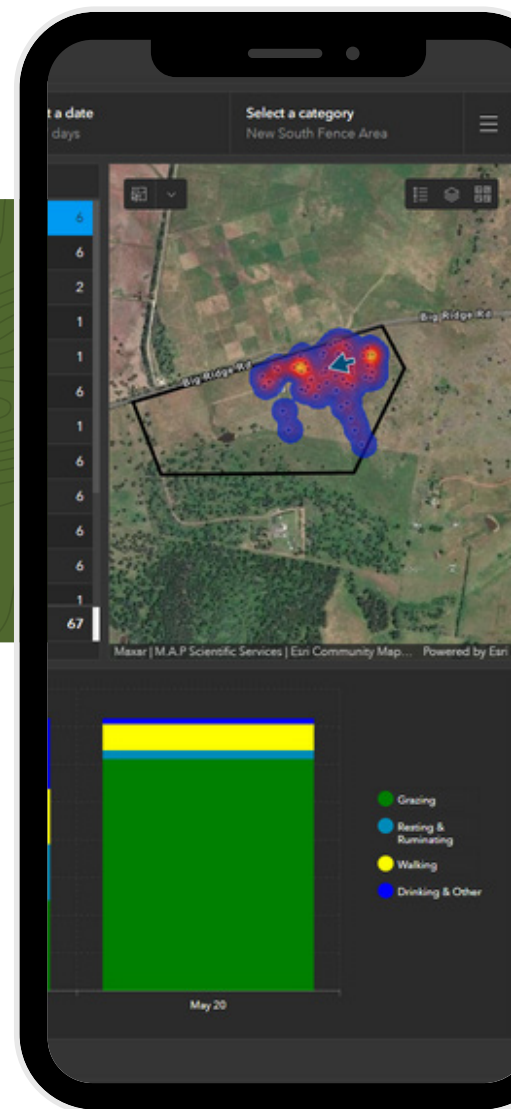 t a date
days
Select a category
New South Fence Area
6
6
2
1
1
6
1
6
6
6
6
1
67
Big Ridge Rd
Big Ridge Rd
Maxar | M.A.P Scientific Services | Esri Community Map... Powered by Esri
Grazing
Resting &
Ruminating
Walking
Drinking & Other
May 20